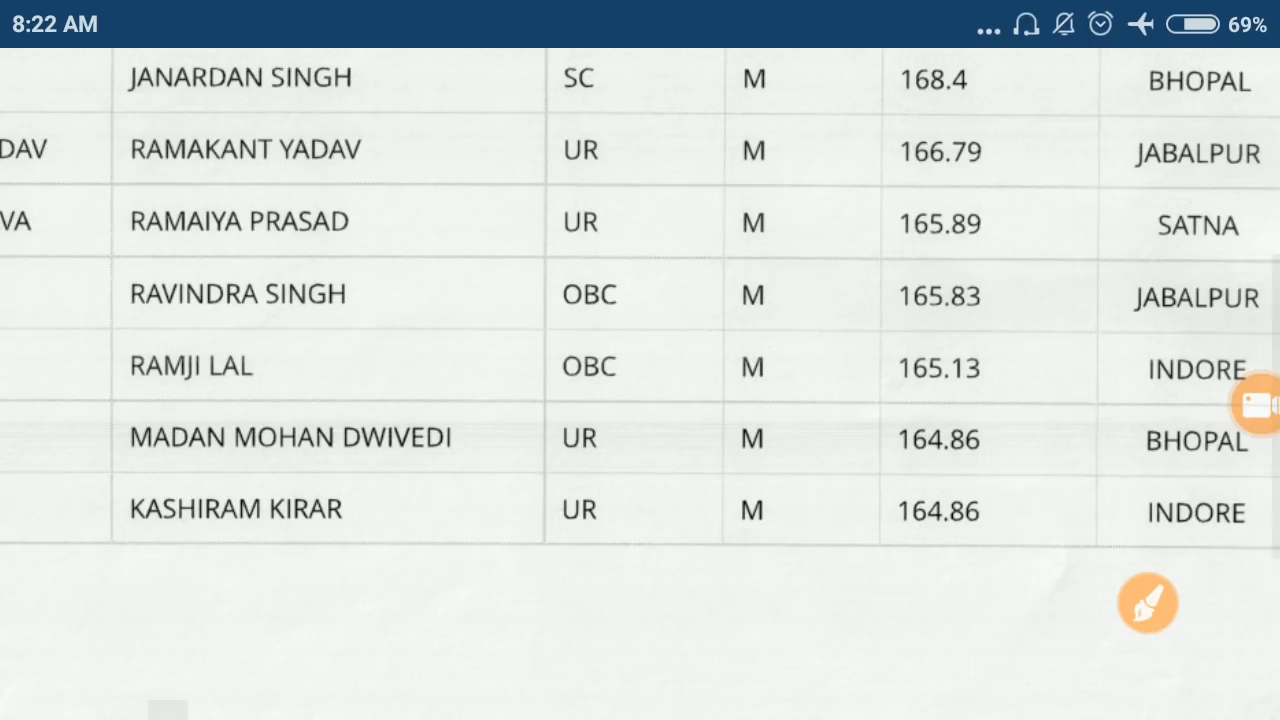 8:22 AM 69%
JANARDAN SINGH SC M 168.4 BHOPAL
DAV RAMAKANT YADAV UR M 166.79 JABALPUR
VA RAMAIYA PRASAD UR M 165.89 SATNA
RAVINDRA SINGH OBC M 165.83 JABALPUR
RAMJI LAL OBC M 165.13 INDORE
MADAN MOHAN DWIVEDI UR M 164.86 BHOPAL
KASHIRAM KIRAR UR M 164.86 INDORE